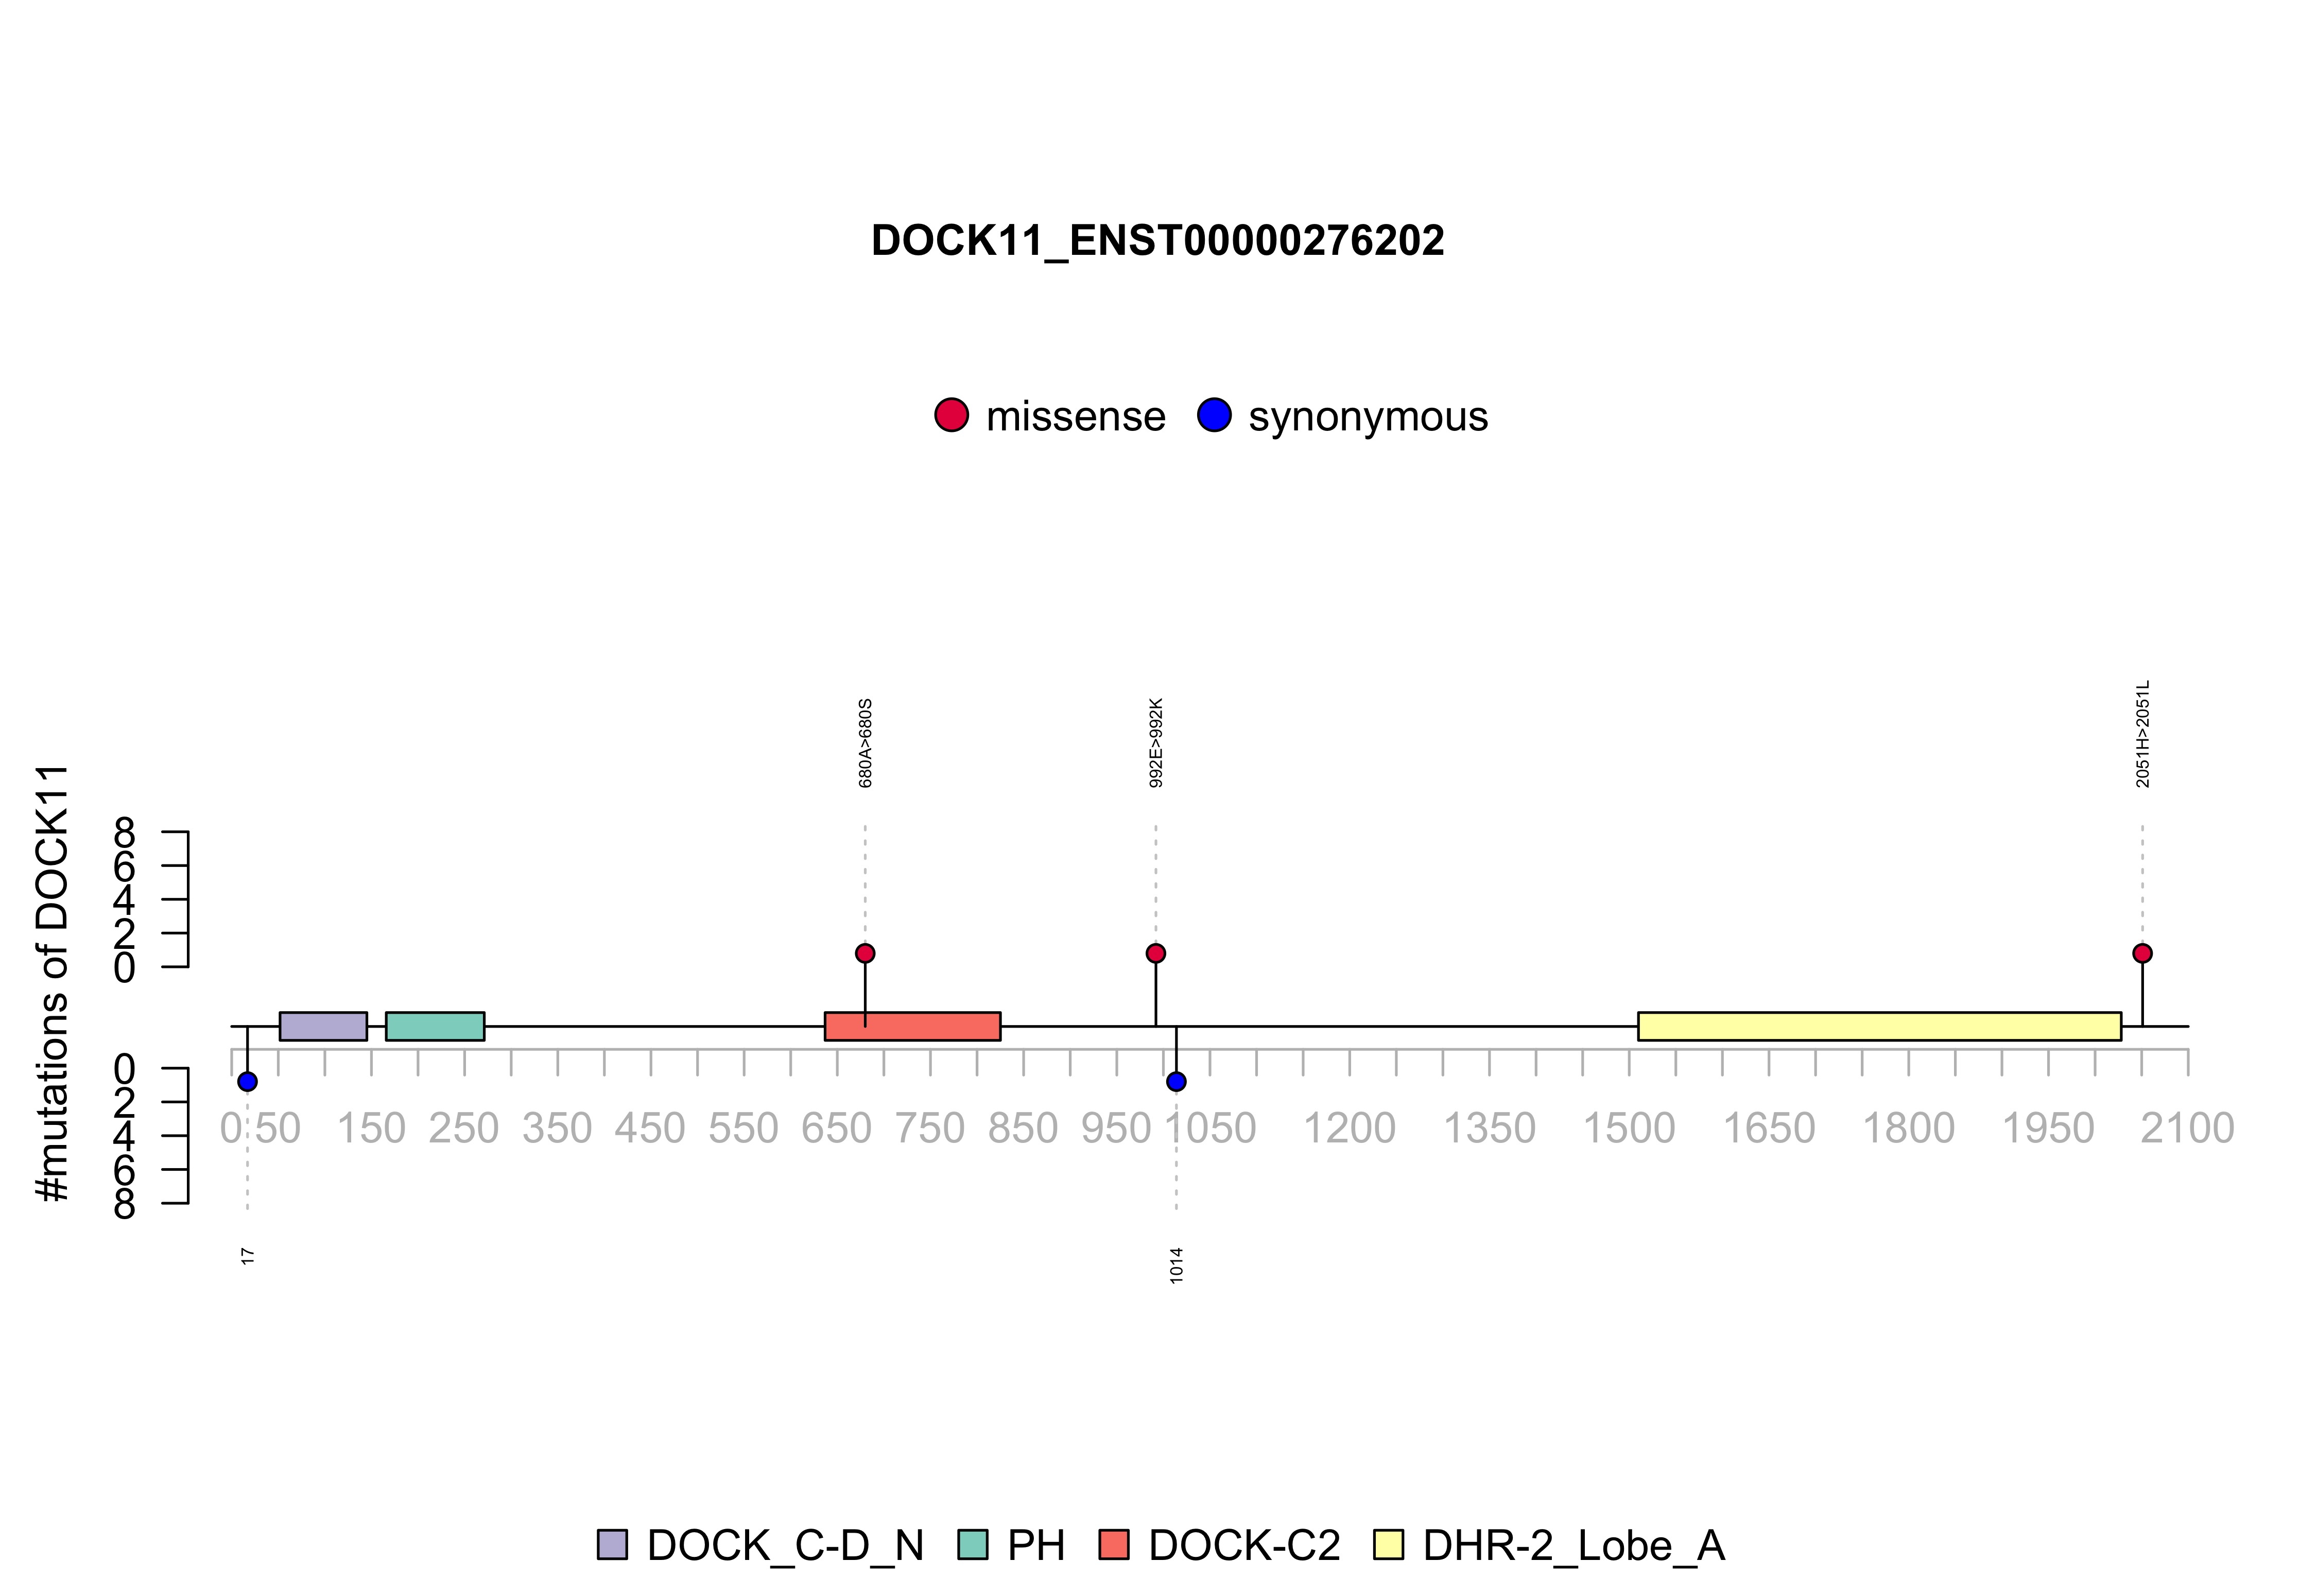 DOCK11_ENST00000276202
missense synonymous
680A>680S
992E>992K
2051H>2051L
#mutations of DOCK11
8
6
4
2
0
0
2
4
6
8
0 50 150 250 350 450 550 650 750 850 950 1050 1200 1350 1500 1650 1800 1950 2100
17
1014
DOCK_C-D_N PH DOCK-C2 DHR-2_Lobe_A